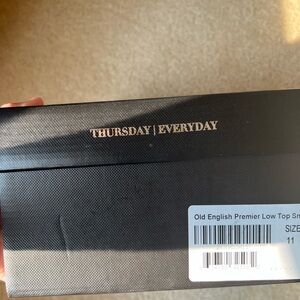 THURSDAY | EVERYDAY
Old English Premier Low Top Sn
SIZE
11